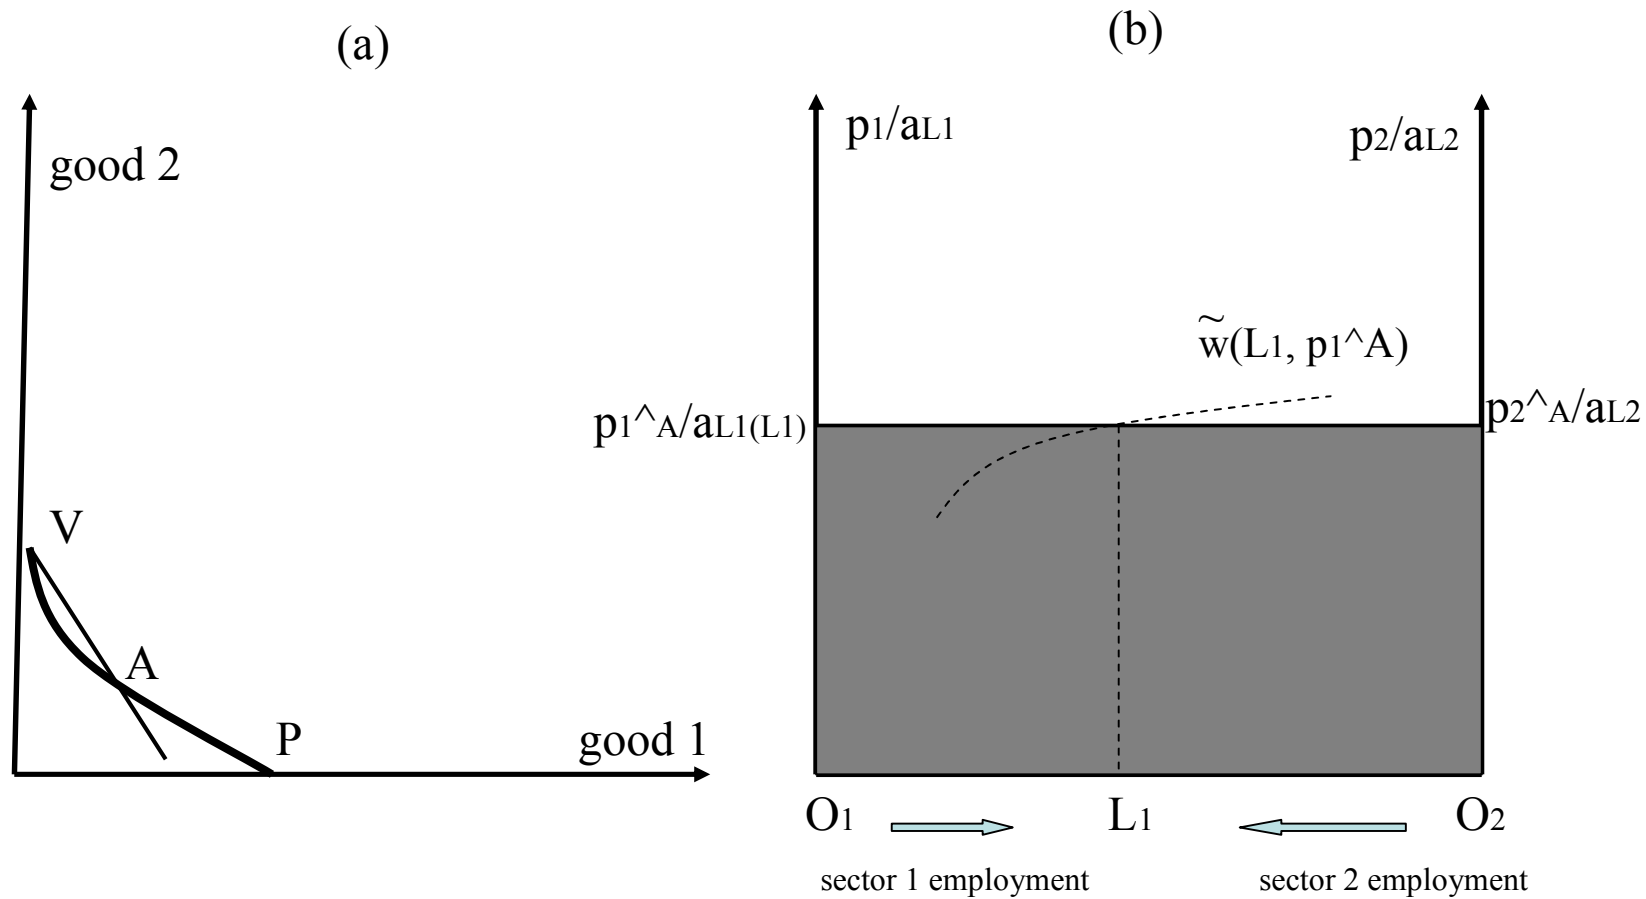 (a)
good 2
V
A
P
good 1
(b)
p1/aL1
p2/aL2
w̃(L1, p1^A)
p1^A/aL1(L1)
p2^A/aL2
O1
L1
O2
sector 1 employment
sector 2 employment